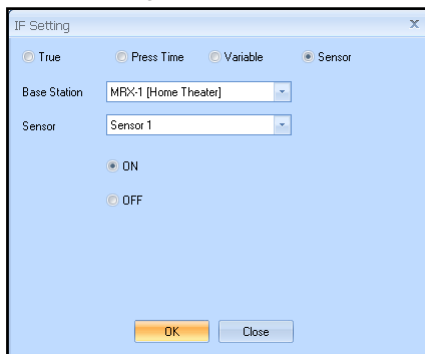 IF Setting x
True Press Time Variable Sensor
Base Station MRX-1 [Home Theater]
Sensor Sensor 1
ON
OFF
OK Close